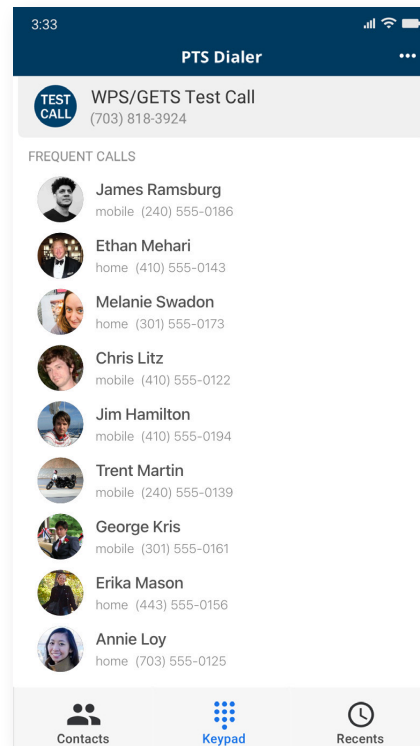 3:33
PTS Dialer
TEST
CALL
WPS/GETS Test Call
(703) 818-3924
FREQUENT CALLS
James Ramsburg
mobile (240) 555-0186
Ethan Mehari
home (410) 555-0143
Melanie Swadon
home (301) 555-0173
Chris Litz
mobile (410) 555-0122
Jim Hamilton
mobile (410) 555-0194
Trent Martin
mobile (240) 555-0139
George Kris
mobile (301) 555-0161
Erika Mason
home (443) 555-0156
Annie Loy
home (703) 555-0125
Contacts
Keypad
Recents